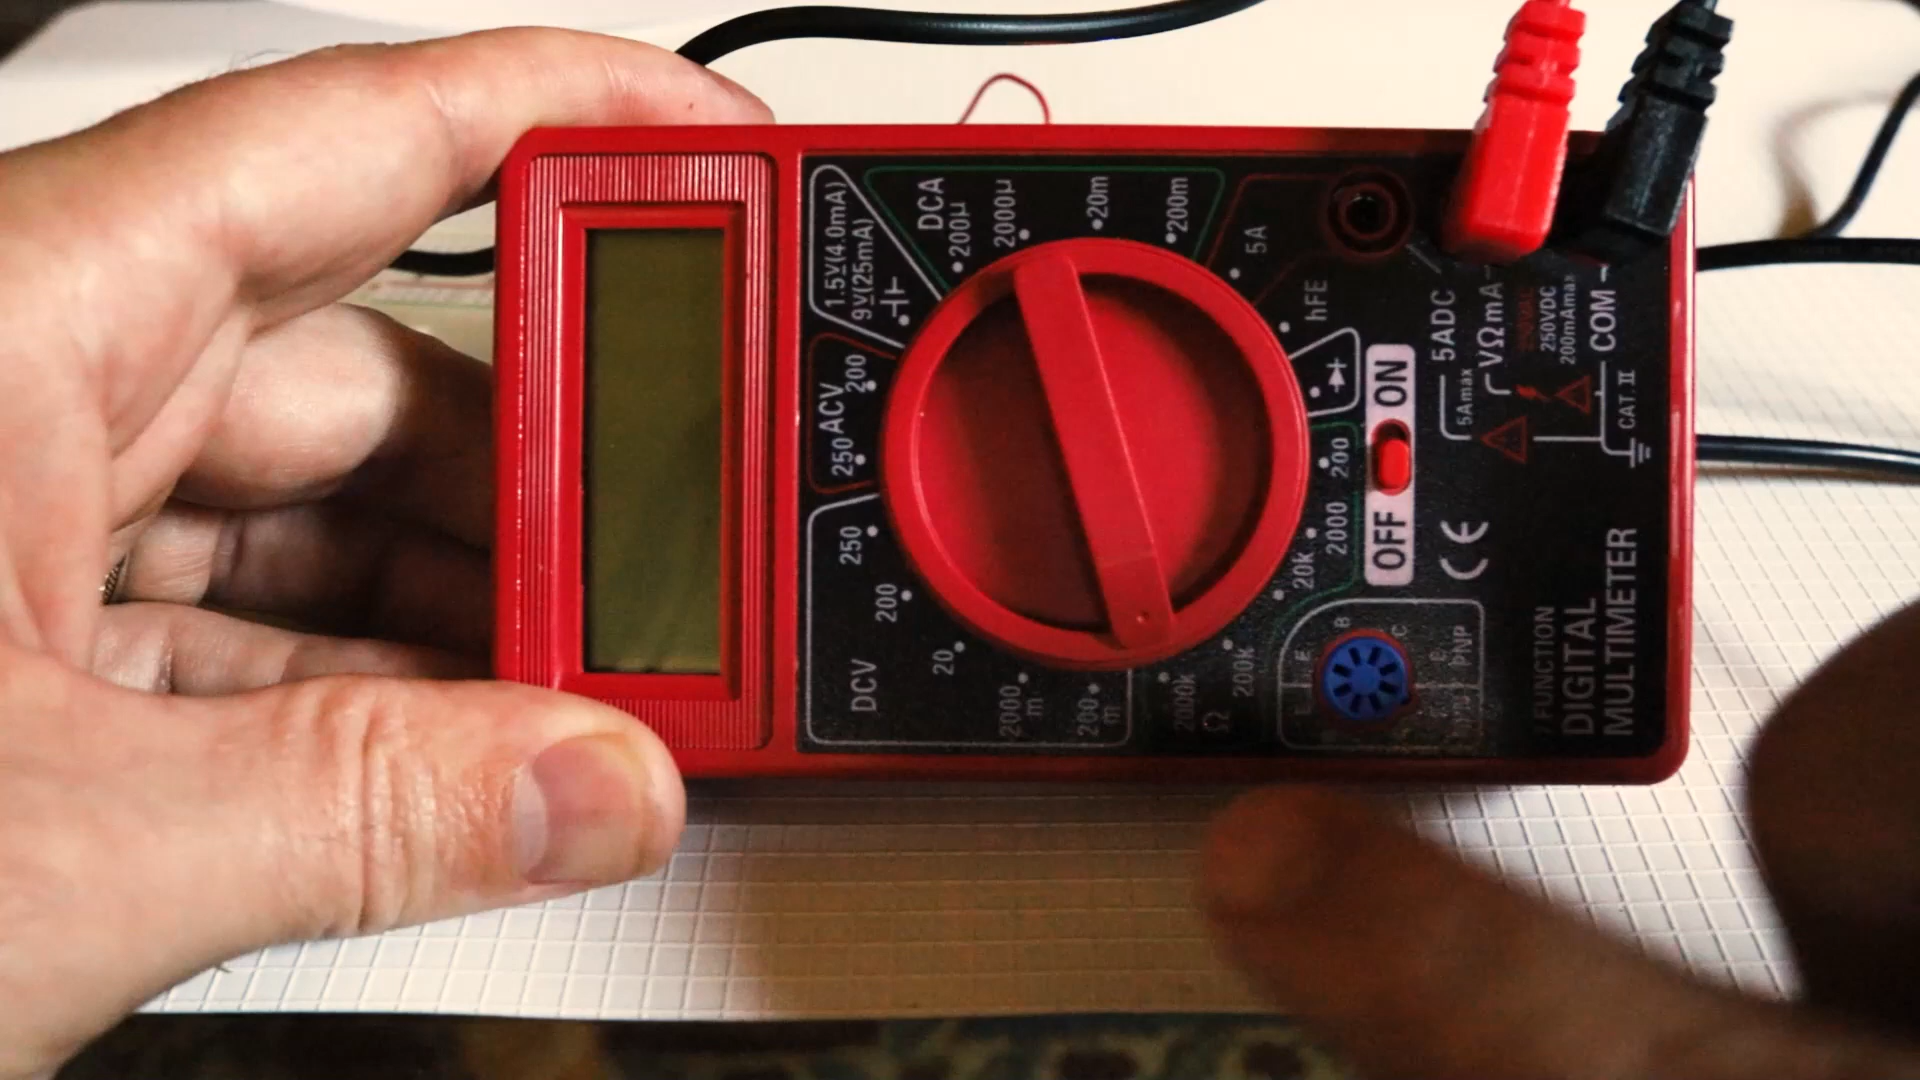 1.5V(4.0mA)
9V(25mA)
DCA
200µ
2000µ
20m
200m
5A
hFE
ACV
200
250
DCV
250
200
20
2000
m
200
m
2000k
Ω
200k
20k
2000
200
ON
OFF
5ADC
5Amax
VΩmA
250VDC
200mAmax
COM
CAT.II
CE
E
B
C
PNP
7 FUNCTION
DIGITAL
MULTIMETER